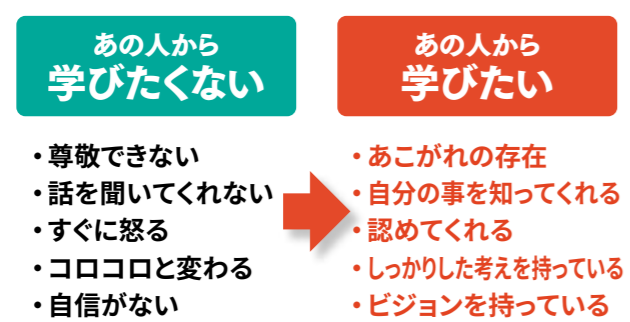 あの人から
学びたくない
・尊敬できない
・話を聞いてくれない
・すぐに怒る
・コロコロと変わる
・自信がない
あの人から
学びたい
・あこがれの存在
・自分の事を知ってくれる
・認めてくれる
・しっかりした考えを持っている
・ビジョンを持っている